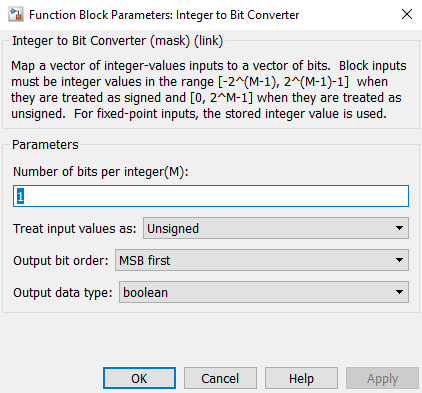 Function Block Parameters: Integer to Bit Converter
Integer to Bit Converter (mask) (link)
Map a vector of integer-values inputs to a vector of bits.  Block inputs
must be integer values in the range [-2^(M-1), 2^(M-1)-1]  when
they are treated as signed and [0, 2^M-1] when they are treated as
unsigned.  For fixed-point inputs, the stored integer value is used.
Parameters
Number of bits per integer(M):
1
Treat input values as: Unsigned
Output bit order: MSB first
Output data type: boolean
OK Cancel Help Apply